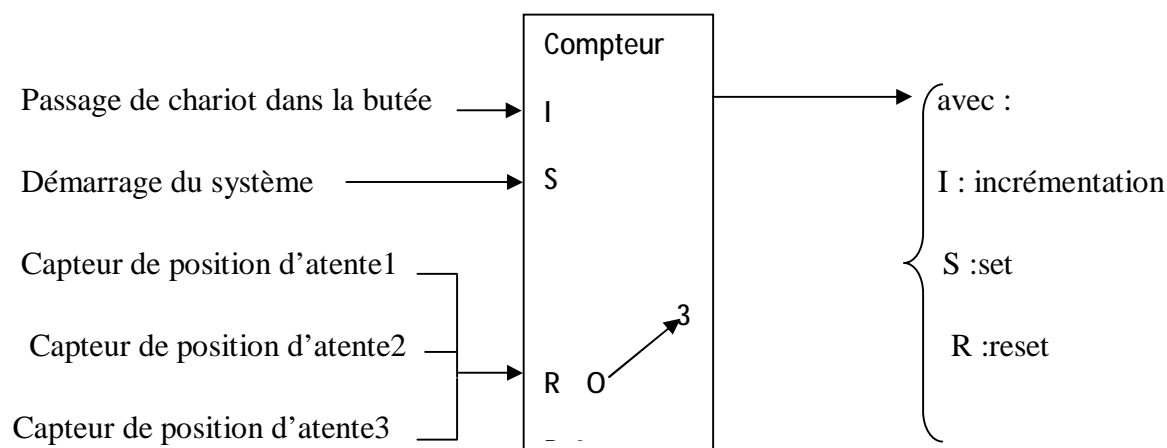 Compteur
Passage de chariot dans la butée
I
avec :
Démarrage du système
S
I : incrémentation
Capteur de position d’atente1
S :set
3
Capteur de position d’atente2
R :reset
R O
Capteur de position d’atente3